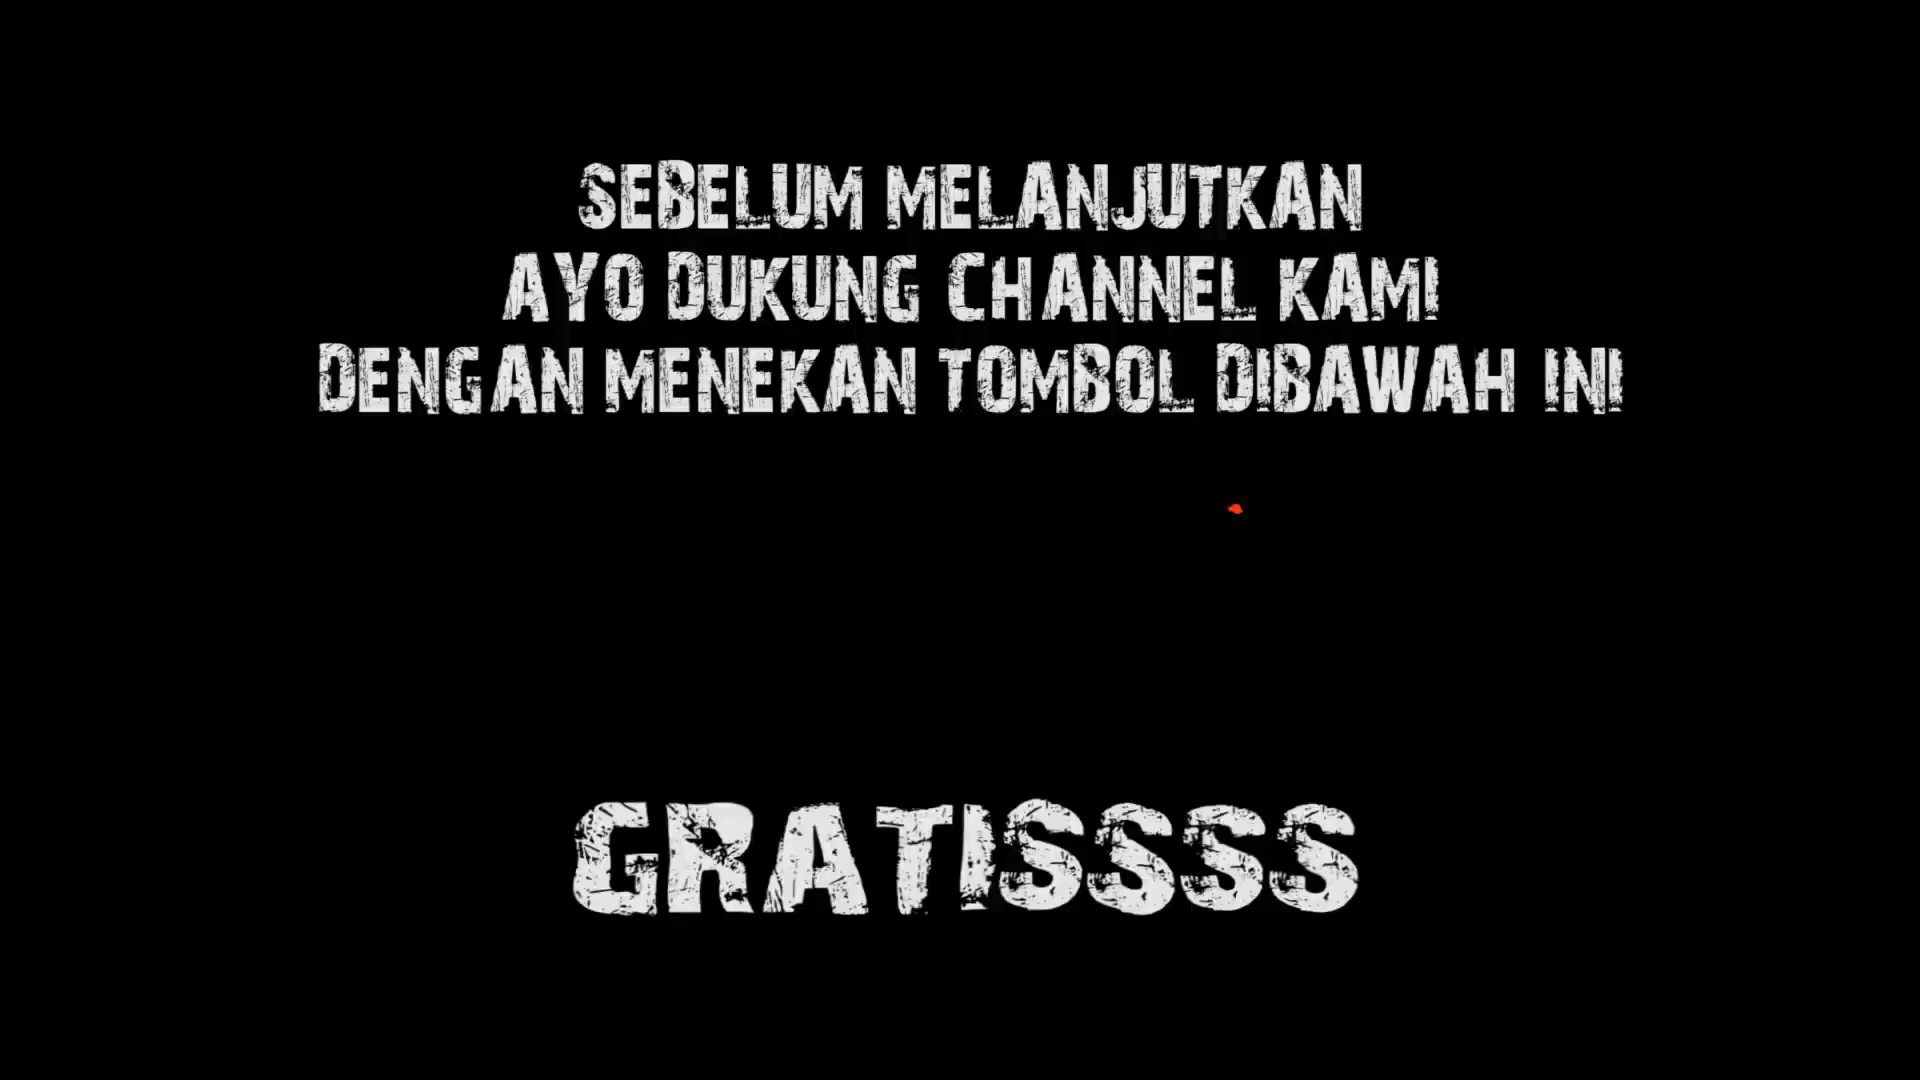 SEBELUM MELANJUTKAN
AYO DUKUNG CHANNEL KAMI
DENGAN MENEKAN TOMBOL DIBAWAH INI
GRATISSSS